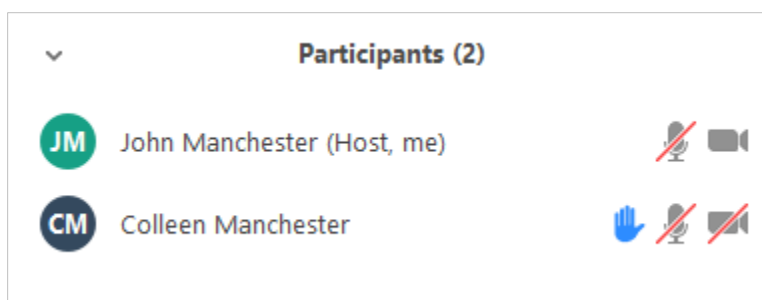 Participants (2)
JM John Manchester (Host, me)
CM Colleen Manchester